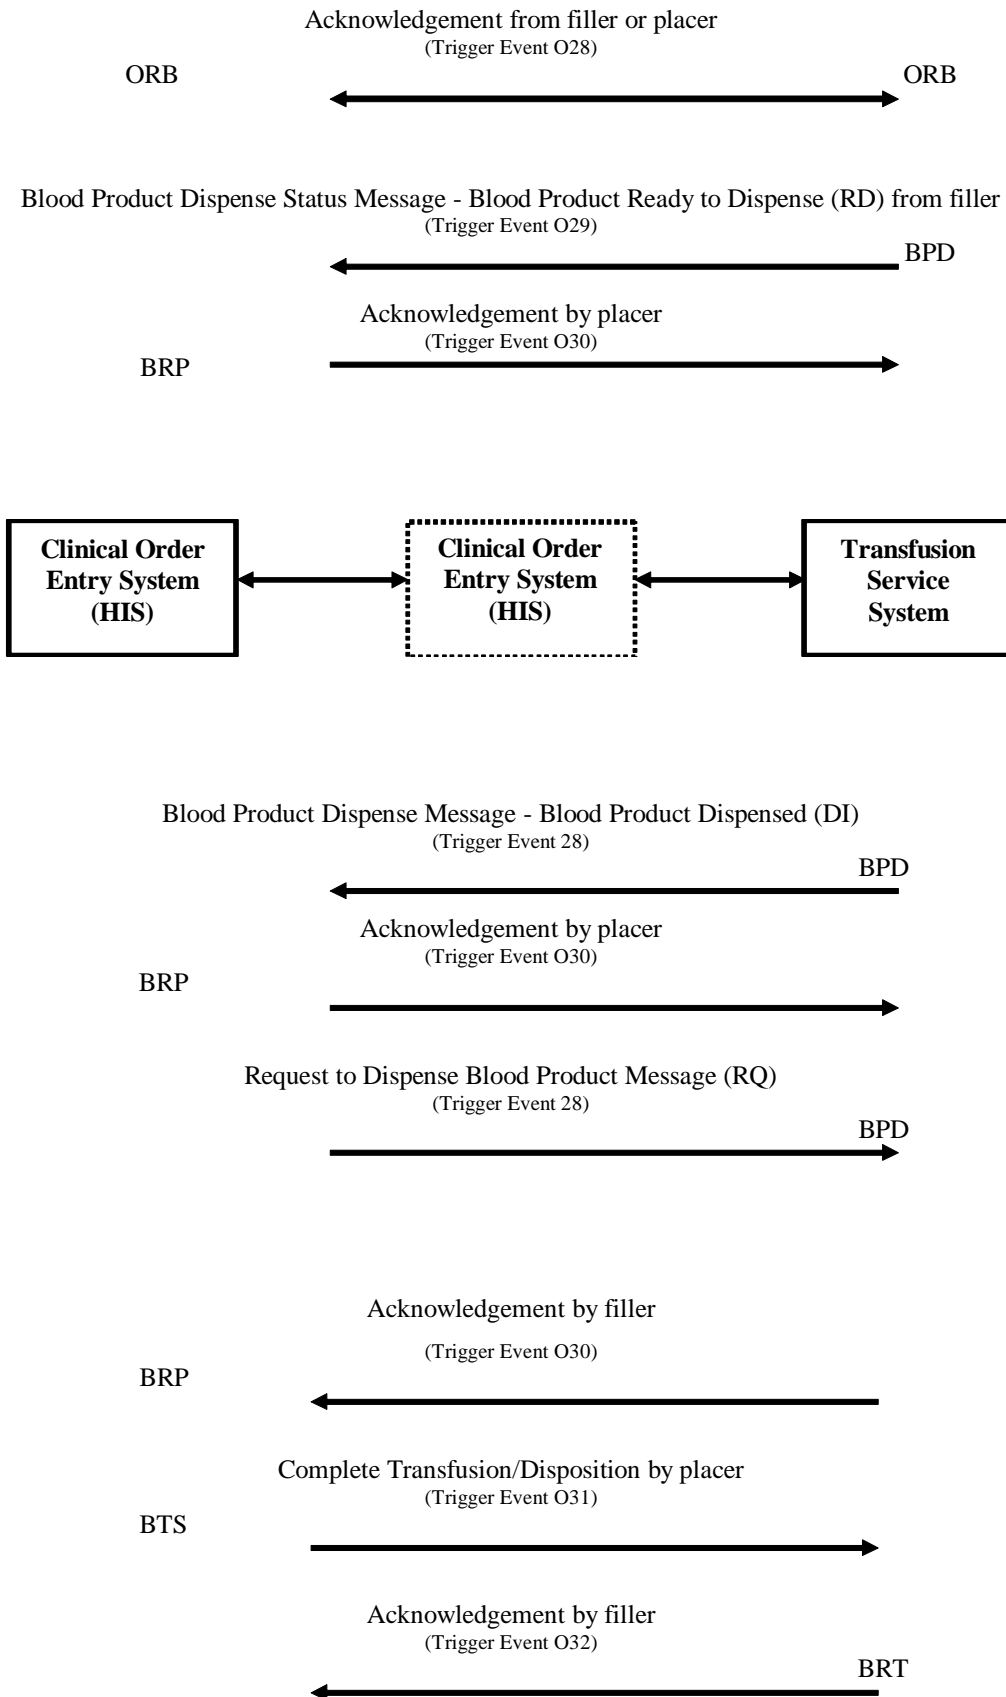 Acknowledgement from filler or placer
(Trigger Event O28)
ORB
ORB
Blood Product Dispense Status Message - Blood Product Ready to Dispense (RD) from filler
(Trigger Event O29)
BPD
Acknowledgement by placer
(Trigger Event O30)
BRP
Clinical Order
Entry System
(HIS)
Clinical Order
Entry System
(HIS)
Transfusion
Service
System
Blood Product Dispense Message - Blood Product Dispensed (DI)
(Trigger Event 28)
BPD
Acknowledgement by placer
(Trigger Event O30)
BRP
Request to Dispense Blood Product Message (RQ)
(Trigger Event 28)
BPD
Acknowledgement by filler
(Trigger Event O30)
BRP
Complete Transfusion/Disposition by placer
(Trigger Event O31)
BTS
Acknowledgement by filler
(Trigger Event O32)
BRT